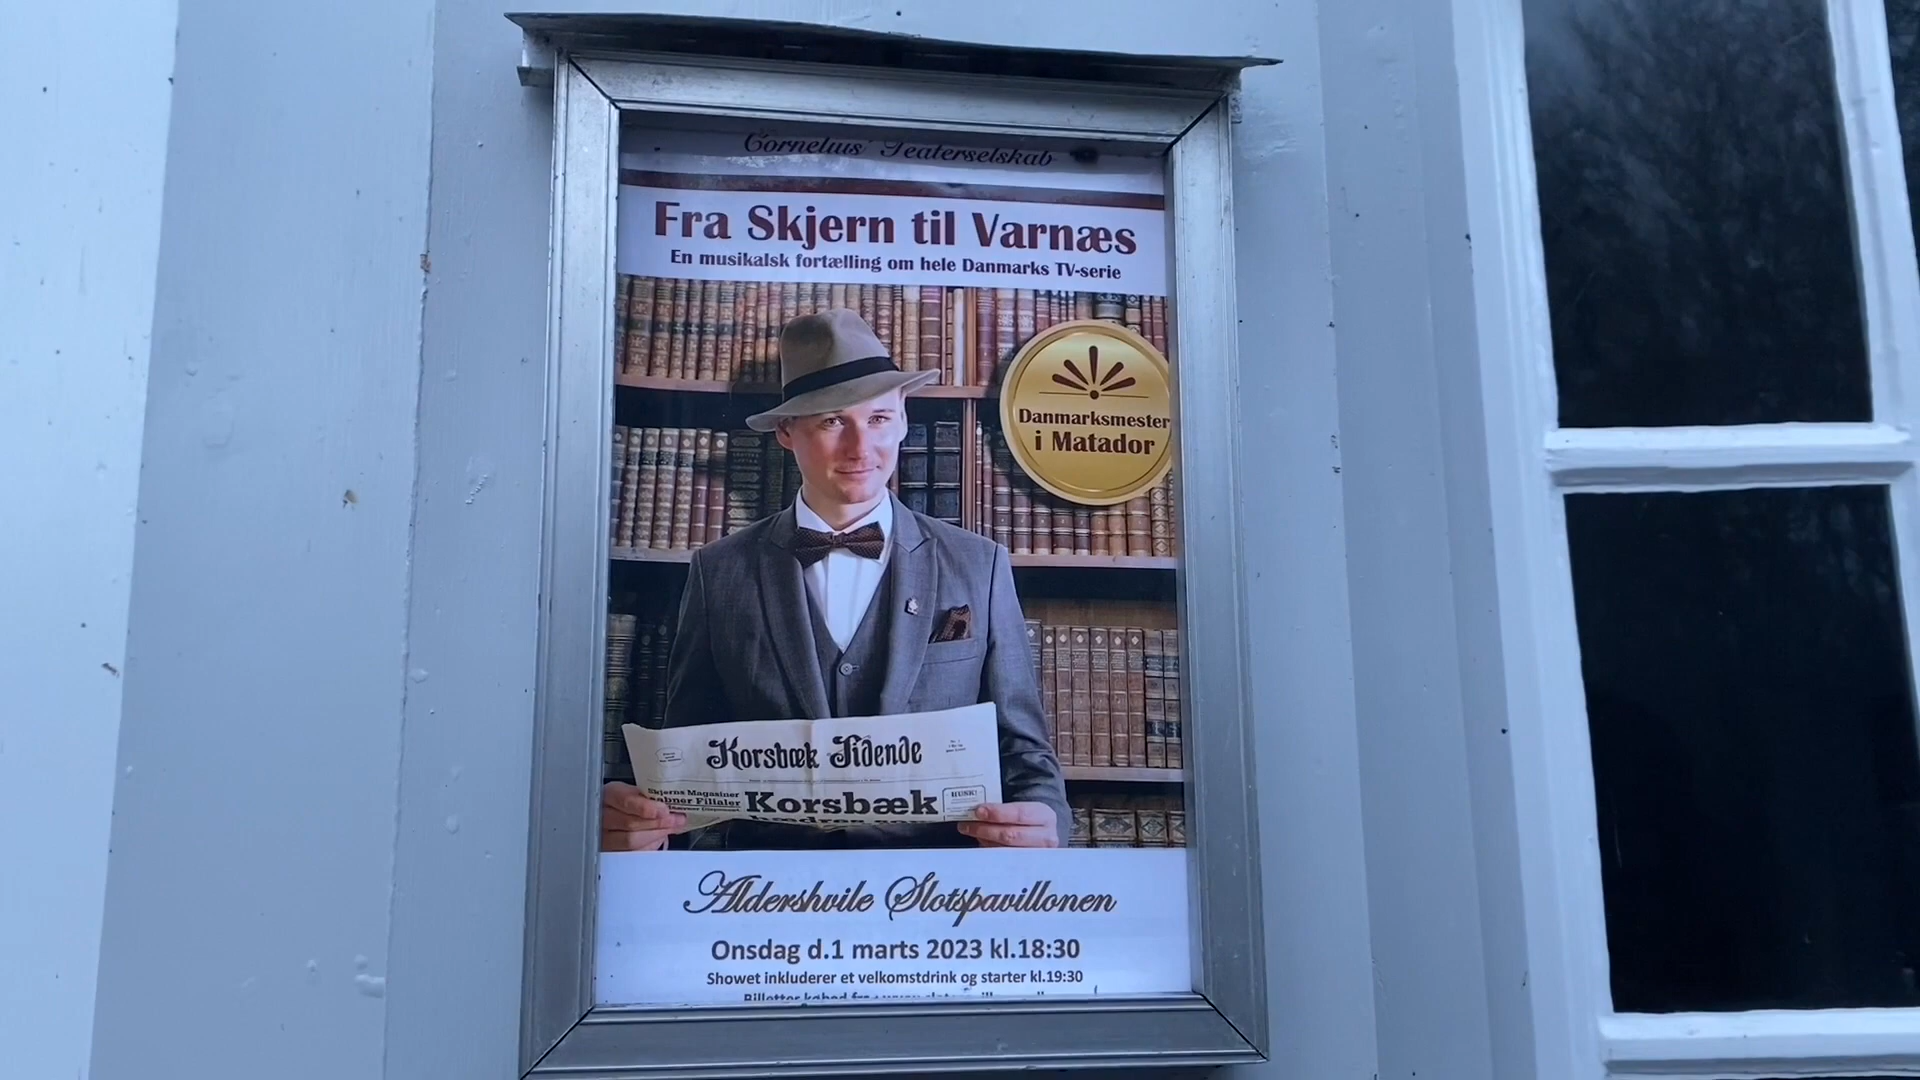 Cornelius' Teaterselskab
Fra Skjern til Varnæs
En musikalsk fortælling om hele Danmarks TV-serie
Danmarksmester
i Matador
Korsbæk Tidende
Skjerns Magasiner
aabner Filialer
Korsbæk
HUSK!
Aldershvile Slotspavillonen
Onsdag d.1 marts 2023 kl.18:30
Showet inkluderer et velkomstdrink og starter kl.19:30